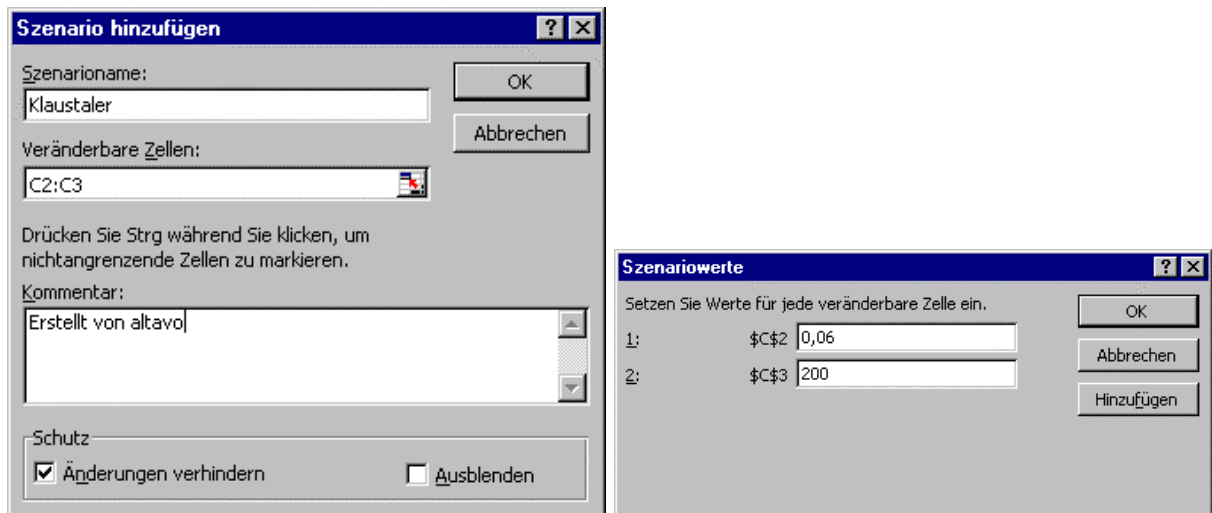 Szenario hinzufügen
Szenarioname:
OK
Klaustaler
Abbrechen
Veränderbare Zellen:
C2:C3
Drücken Sie Strg während Sie klicken, um
nichtangrenzende Zellen zu markieren.
Kommentar:
Erstellt von altavo
Schutz
Änderungen verhindern
Ausblenden
Szenariowerte
Setzen Sie Werte für jede veränderbare Zelle ein.
OK
1: $C$2 0,06
Abbrechen
2: $C$3 200
Hinzufügen